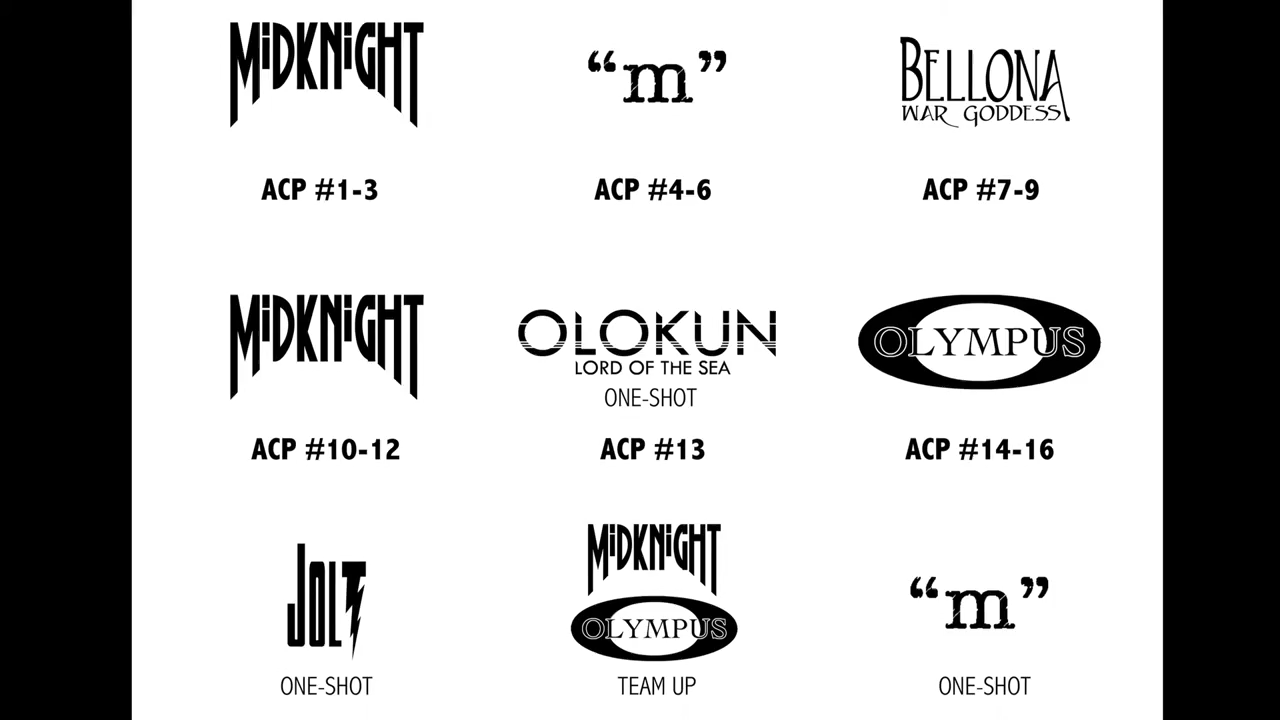 MiDKNiGHT
ACP #1-3
“m”
ACP #4-6
BELLONA
WAR GODDESS
ACP #7-9
MiDKNiGHT
ACP #10-12
OLOKUN
LORD OF THE SEA
ONE-SHOT
ACP #13
OLYMPUS
ACP #14-16
JOLT
ONE-SHOT
MiDKNiGHT
OLYMPUS
TEAM UP
“m”
ONE-SHOT